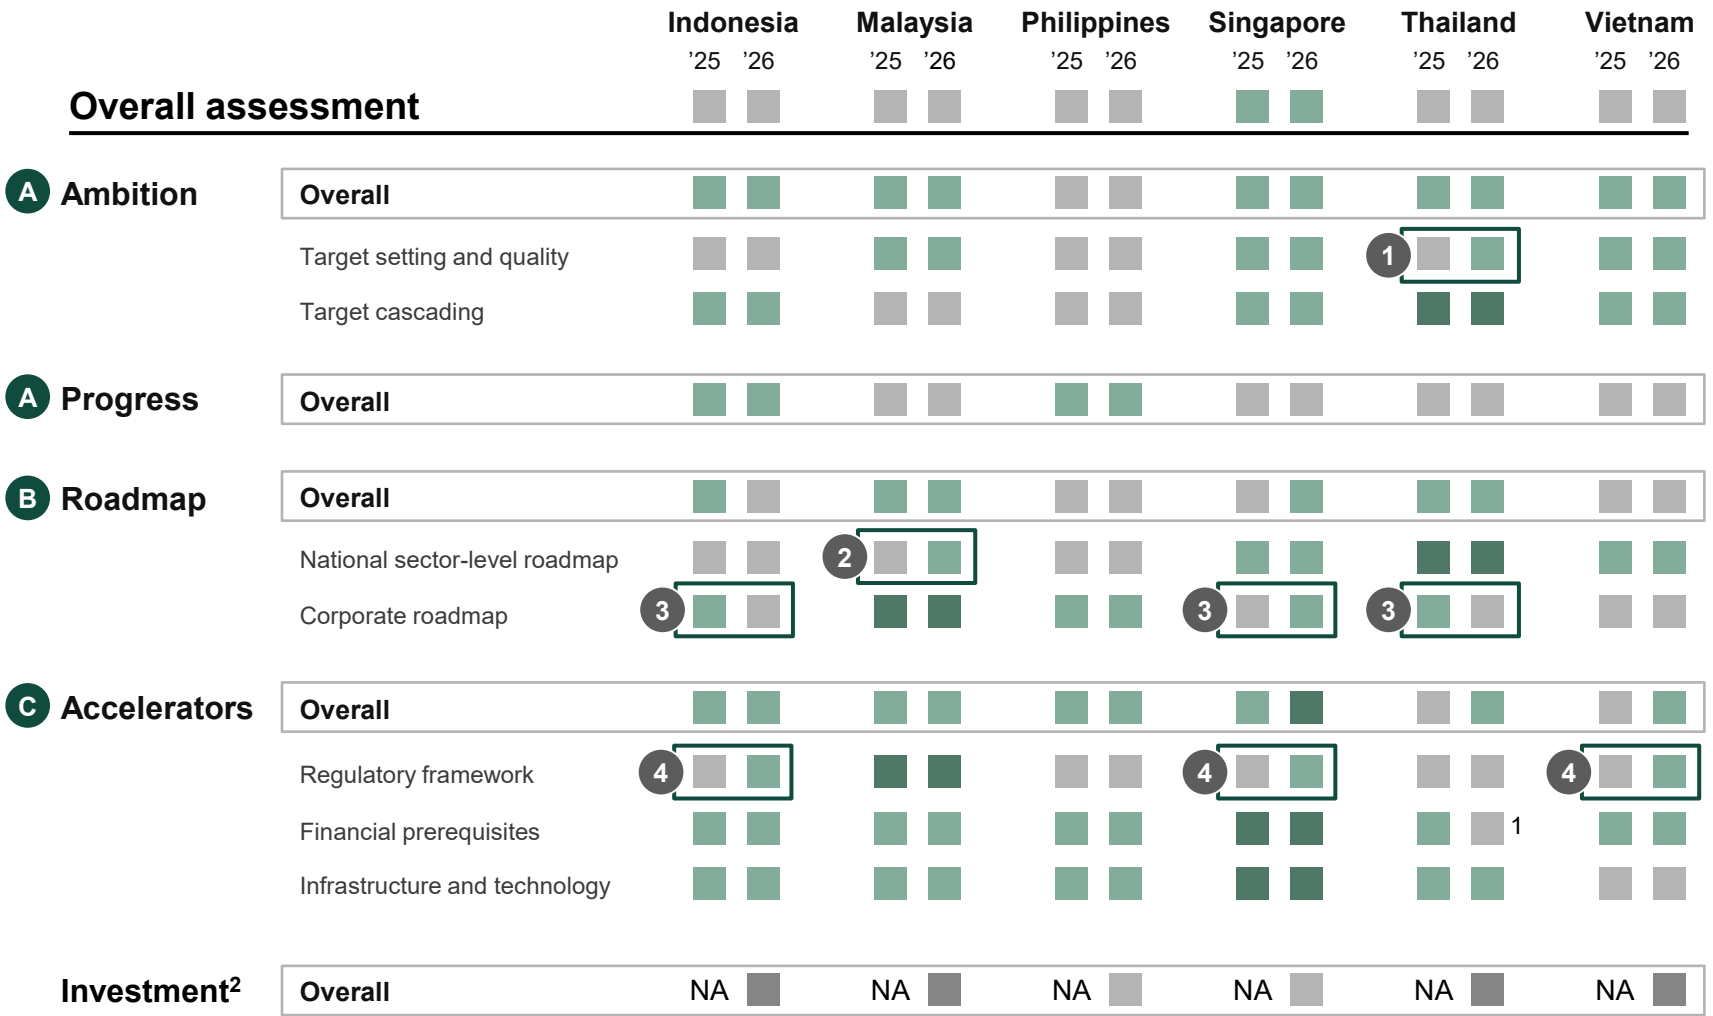 Indonesia Malaysia Philippines Singapore Thailand Vietnam
’25 ’26 ’25 ’26 ’25 ’26 ’25 ’26 ’25 ’26 ’25 ’26
Overall assessment
A Ambition Overall
Target setting and quality 1
Target cascading
A Progress Overall
B Roadmap Overall
National sector-level roadmap 2
Corporate roadmap 3 3 3
C Accelerators Overall
Regulatory framework 4 4 4
Financial prerequisites 1
Infrastructure and technology
Investment² Overall NA NA NA NA NA NA